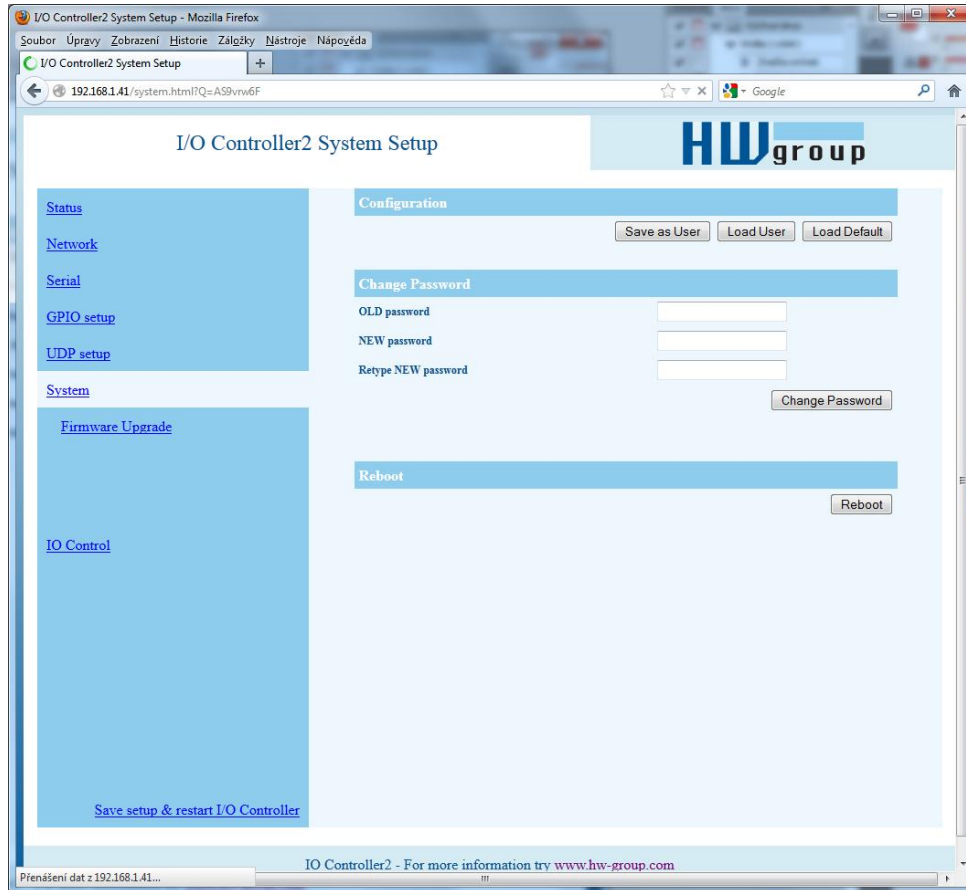 I/O Controller2 System Setup - Mozilla Firefox
Soubor Úpravy Zobrazení Historie Záložky Nástroje Nápověda
I/O Controller2 System Setup +
192.168.1.41/system.html?Q=AS9vrw6F Google
I/O Controller2 System Setup
HWgroup
Status
Network
Serial
GPIO setup
UDP setup
System
Firmware Upgrade
IO Control
Save setup & restart I/O Controller
Configuration
Save as User Load User Load Default
Change Password
OLD password
NEW password
Retype NEW password
Change Password
Reboot
Reboot
IO Controller2 - For more information try www.hw-group.com
Přenášení dat z 192.168.1.41...